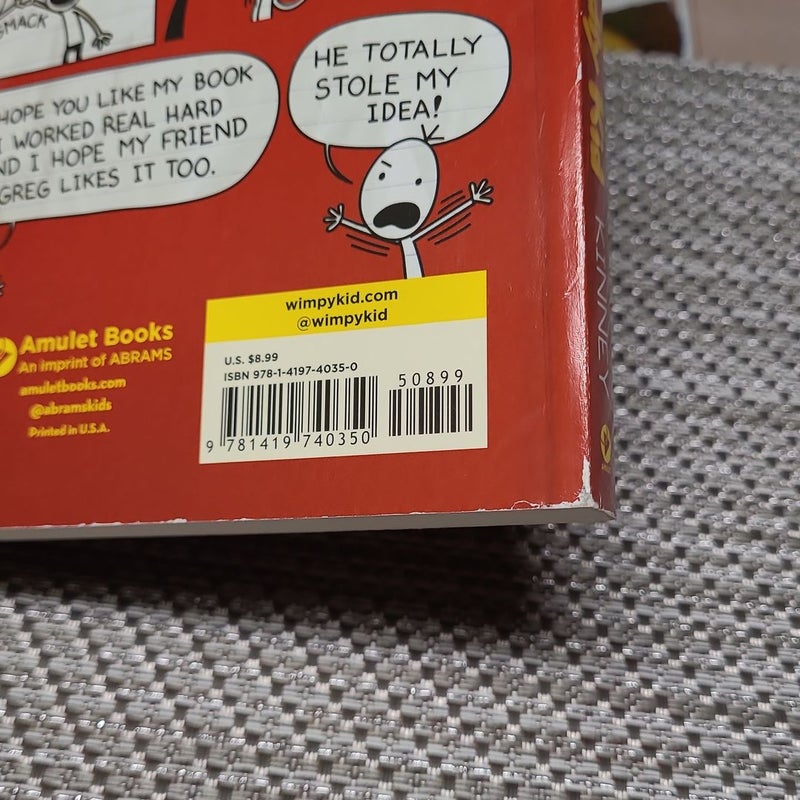 SMACK
HOPE YOU LIKE MY BOOK
I WORKED REAL HARD
ND I HOPE MY FRIEND
GREG LIKES IT TOO.
HE TOTALLY
STOLE MY
IDEA!
wimpykid.com
@wimpykid
U.S. $8.99
ISBN 978-1-4197-4035-0
50899
9 781419 740350
Amulet Books
An imprint of ABRAMS
amuletbooks.com
@abramskids
Printed in U.S.A.
KINNEY